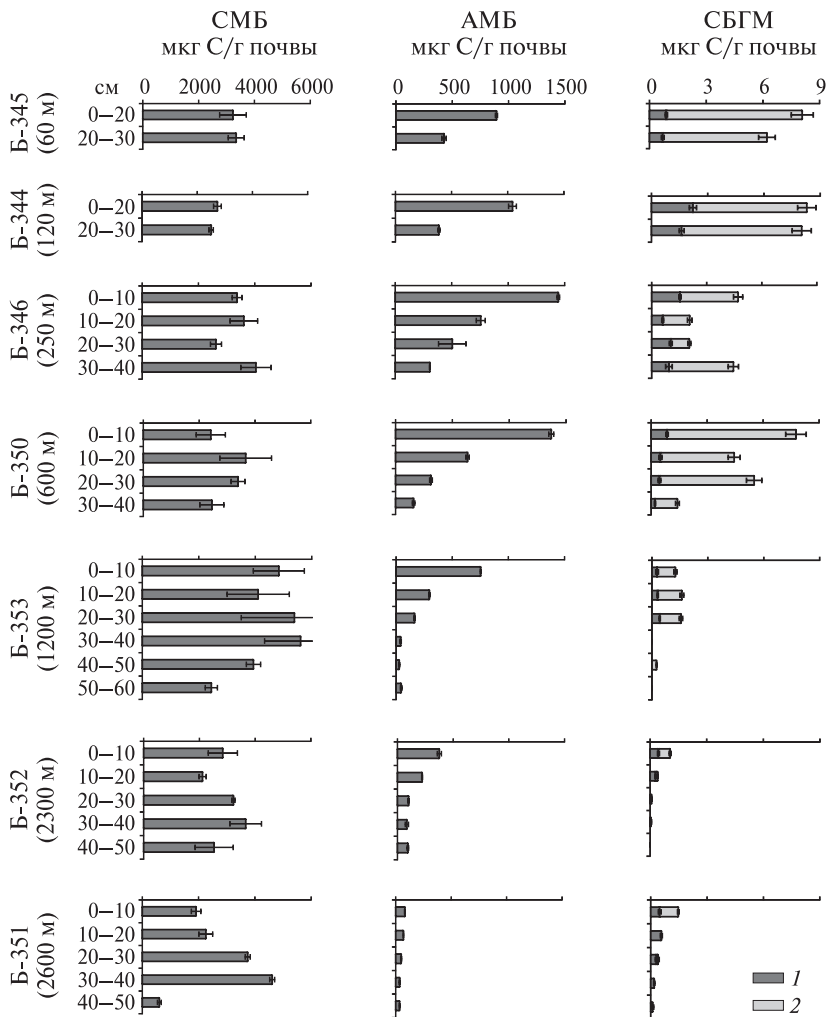 СМБ
мкг С/г почвы
АМБ
мкг С/г почвы
СБГМ
мкг С/г почвы
см 0 2000 4000 6000
0 500 1000 1500
0 3 6 9
Б-345
(60 м)
0–20
20–30
Б-344
(120 м)
0–20
20–30
Б-346
(250 м)
0–10
10–20
20–30
30–40
Б-350
(600 м)
0–10
10–20
20–30
30–40
Б-353
(1200 м)
0–10
10–20
20–30
30–40
40–50
50–60
Б-352
(2300 м)
0–10
10–20
20–30
30–40
40–50
Б-351
(2600 м)
0–10
10–20
20–30
30–40
40–50
1
2